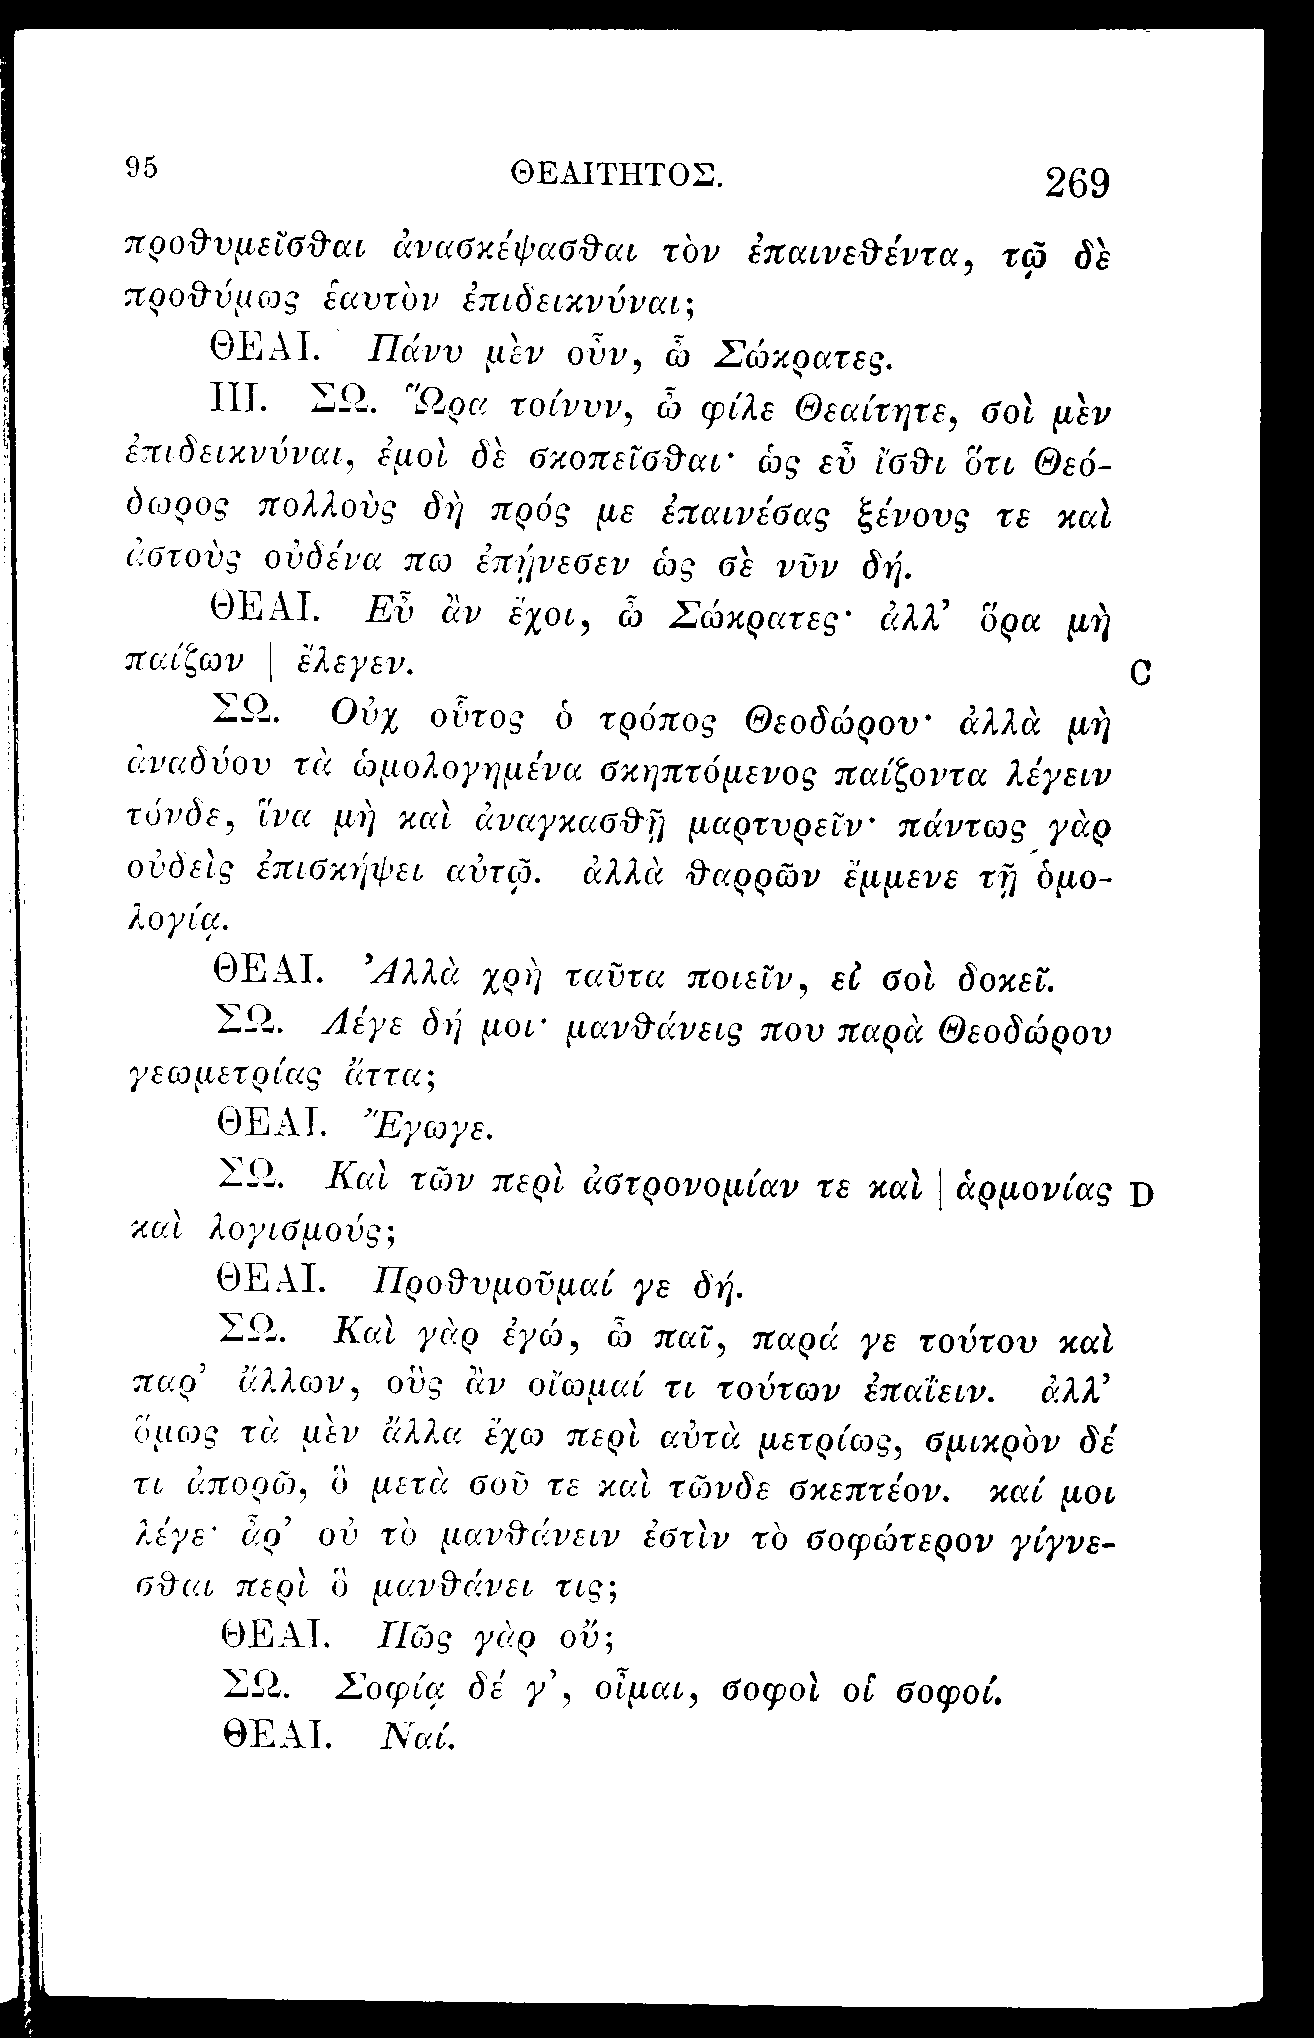 95 ΘΕΑΙΤΗΤΟΣ. 269
προθυμεῖσθαι ἀνασκέψασθαι τὸν ἐπαινεθέντα, τῷ δὲ
προθύμως ἑαυτὸν ἐπιδεικνύναι;
ΘΕΑΙ. Πάνυ μὲν οὖν, ὦ Σώκρατες.
III. ΣΩ. Ὥρα τοίνυν, ὦ φίλε Θεαίτητε, σοὶ μὲν
ἐπιδεικνύναι, ἐμοὶ δὲ σκοπεῖσθαι· ὡς εὖ ἴσθι ὅτι Θεό-
δωρος πολλοὺς δὴ πρός με ἐπαινέσας ξένους τε καὶ
ἀστοὺς οὐδένα πω ἐπῄνεσεν ὡς σὲ νῦν δή.
ΘΕΑΙ. Εὖ ἂν ἔχοι, ὦ Σώκρατες· ἀλλ’ ὅρα μὴ
παίζων | ἔλεγεν. C
ΣΩ. Οὐχ οὗτος ὁ τρόπος Θεοδώρου· ἀλλὰ μὴ
ἀναδύου τὰ ὡμολογημένα σκηπτόμενος παίζοντα λέγειν
τόνδε, ἵνα μὴ καὶ ἀναγκασθῇ μαρτυρεῖν· πάντως γὰρ
οὐδεὶς ἐπισκήψει αὐτῷ. ἀλλὰ θαρρῶν ἔμμενε τῇ ὁμο-
λογίᾳ.
ΘΕΑΙ. Ἀλλὰ χρὴ ταῦτα ποιεῖν, εἰ σοὶ δοκεῖ.
ΣΩ. Λέγε δή μοι· μανθάνεις που παρὰ Θεοδώρου
γεωμετρίας ἄττα;
ΘΕΑΙ. Ἔγωγε.
ΣΩ. Καὶ τῶν περὶ ἀστρονομίαν τε καὶ | ἁρμονίας D
καὶ λογισμούς;
ΘΕΑΙ. Προθυμοῦμαί γε δή.
ΣΩ. Καὶ γὰρ ἐγώ, ὦ παῖ, παρά γε τούτου καὶ
παρ’ ἄλλων, οὓς ἂν οἴωμαί τι τούτων ἐπαΐειν. ἀλλ’
ὅμως τὰ μὲν ἄλλα ἔχω περὶ αὐτὰ μετρίως, σμικρὸν δέ
τι ἀπορῶ, ὃ μετὰ σοῦ τε καὶ τῶνδε σκεπτέον. καί μοι
λέγε· ἆρ’ οὐ τὸ μανθάνειν ἐστὶν τὸ σοφώτερον γίγνε-
σθαι περὶ ὃ μανθάνει τις;
ΘΕΑΙ. Πῶς γὰρ οὔ;
ΣΩ. Σοφίᾳ δέ γ’, οἶμαι, σοφοὶ οἱ σοφοί.
ΘΕΑΙ. Ναί.